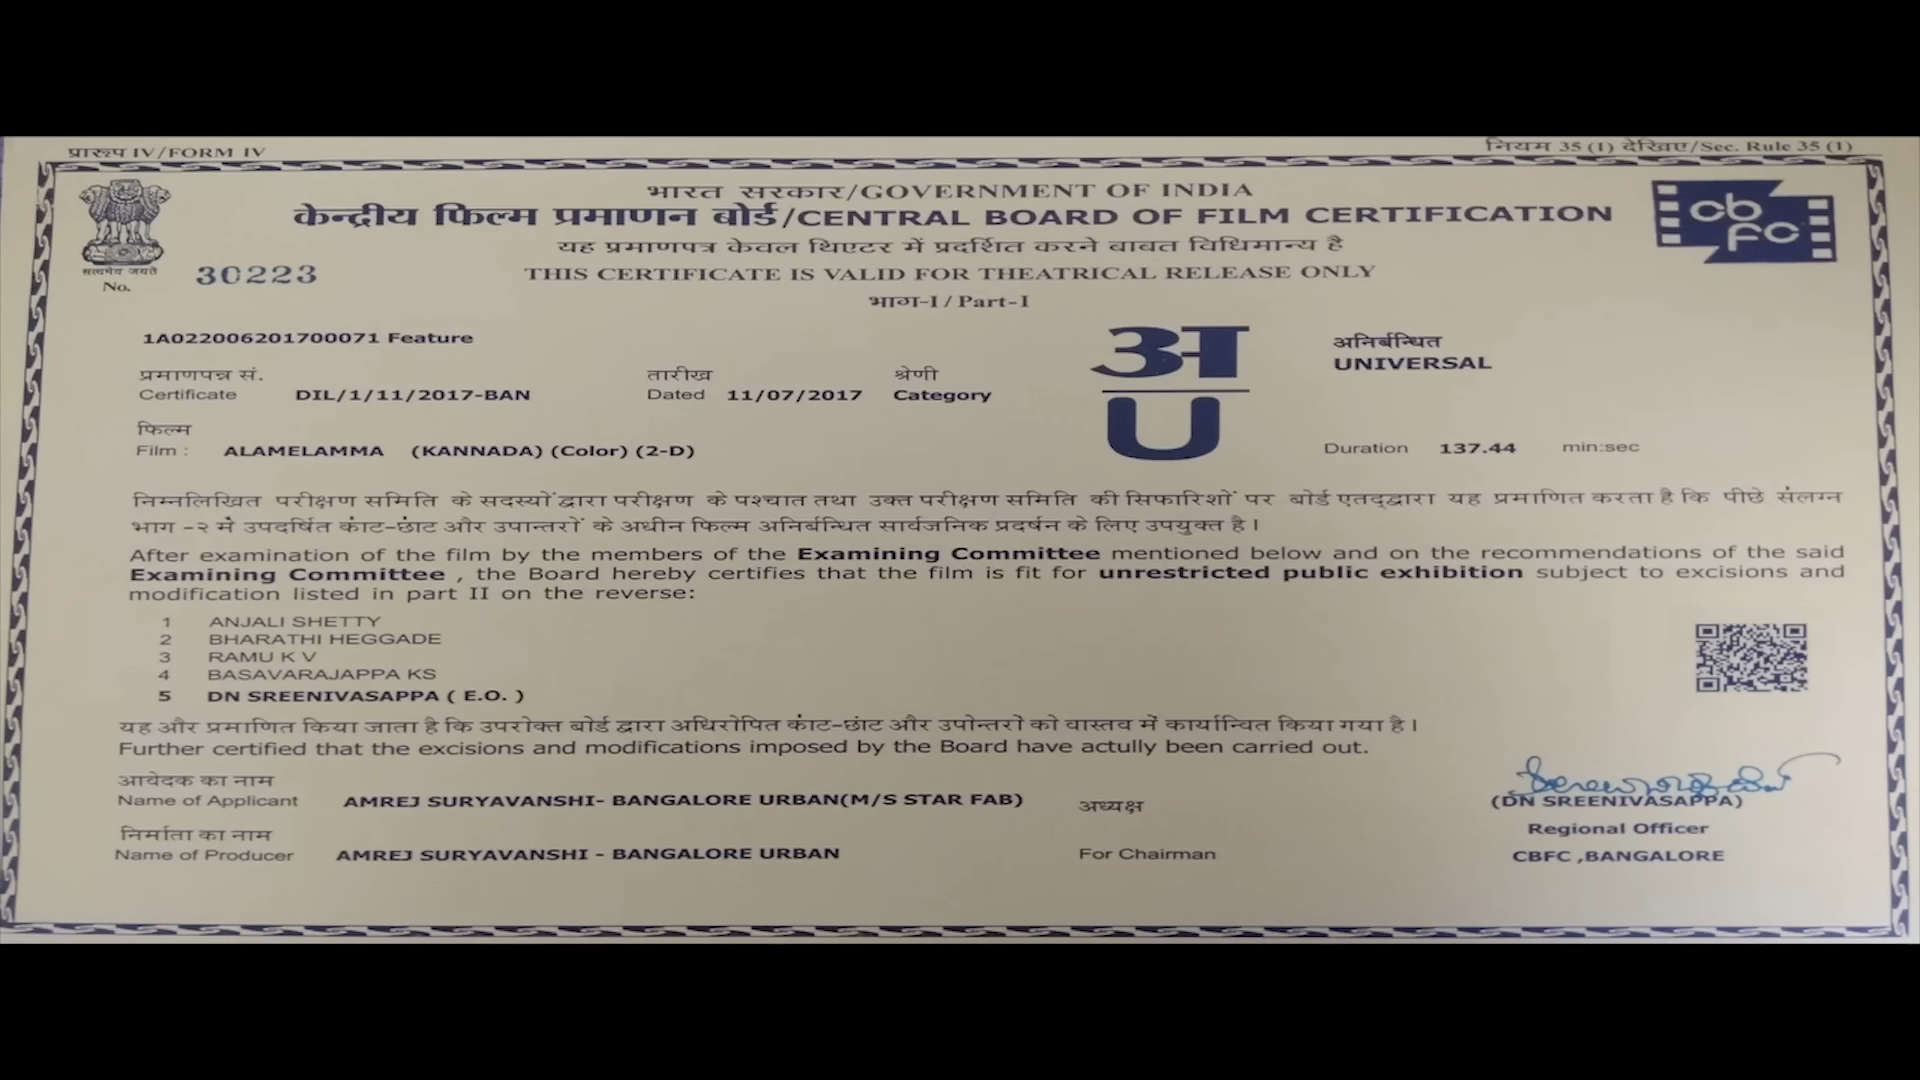 प्रारूप IV/FORM IV
नियम 35 (1) देखिए/Sec. Rule 35 (1)
भारत सरकार/GOVERNMENT OF INDIA
केन्द्रीय फिल्म प्रमाणन बोर्ड/CENTRAL BOARD OF FILM CERTIFICATION
cbfc
यह प्रमाणपत्र केवल थिएटर में प्रदर्शित करने बाबत विधिमान्य है
सत्यमेव जयते
THIS CERTIFICATE IS VALID FOR THEATRICAL RELEASE ONLY
No. 30223
भाग-I / Part-I
1A022006201700071 Feature
अ
U
अनिर्बन्धित
UNIVERSAL
प्रमाणपत्र सं. तारीख श्रेणी
Certificate DIL/1/11/2017-BAN Dated 11/07/2017 Category
फिल्म
Film : ALAMELAMMA (KANNADA) (Color) (2-D) Duration 137.44 min:sec
निम्नलिखित परीक्षण समिति के सदस्यों द्वारा परीक्षण के पश्चात तथा उक्त परीक्षण समिति की सिफारिशों पर बोर्ड एतद्द्वारा यह प्रमाणित करता है कि पीछे संलग्न
भाग -२ में उपदर्षित कांट-छांट और उपान्तरों के अधीन फिल्म अनिर्बन्धित सार्वजनिक प्रदर्षन के लिए उपयुक्त है।
After examination of the film by the members of the Examining Committee mentioned below and on the recommendations of the said
Examining Committee , the Board hereby certifies that the film is fit for unrestricted public exhibition subject to excisions and
modification listed in part II on the reverse:
1 ANJALI SHETTY
2 BHARATHI HEGGADE
3 RAMU K V
4 BASAVARAJAPPA KS
5 DN SREENIVASAPPA ( E.O. )
यह और प्रमाणित किया जाता है कि उपरोक्त बोर्ड द्वारा अधिरोपित कांट-छांट और उपोन्तरों को वास्तव में कार्यान्वित किया गया है।
Further certified that the excisions and modifications imposed by the Board have actully been carried out.
आवेदक का नाम
Name of Applicant AMREJ SURYAVANSHI- BANGALORE URBAN(M/S STAR FAB) अध्यक्ष (DN SREENIVASAPPA)
निर्माता का नाम Regional Officer
Name of Producer AMREJ SURYAVANSHI - BANGALORE URBAN For Chairman CBFC ,BANGALORE